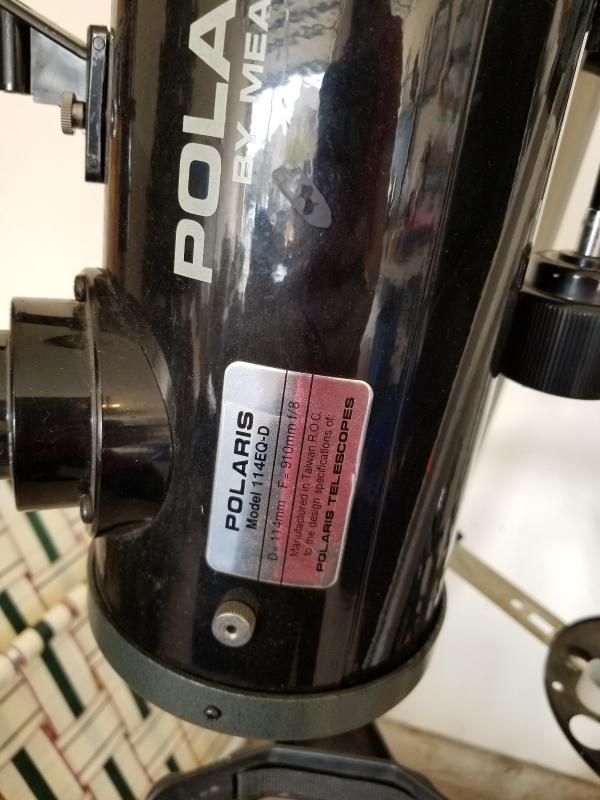 POLA
BY MEA
POLARIS
Model 114EQ-D
D = 114mm F = 910mm f/8
Manufactured in Taiwan R.O.C.
to the design specifications of:
POLARIS TELESCOPES